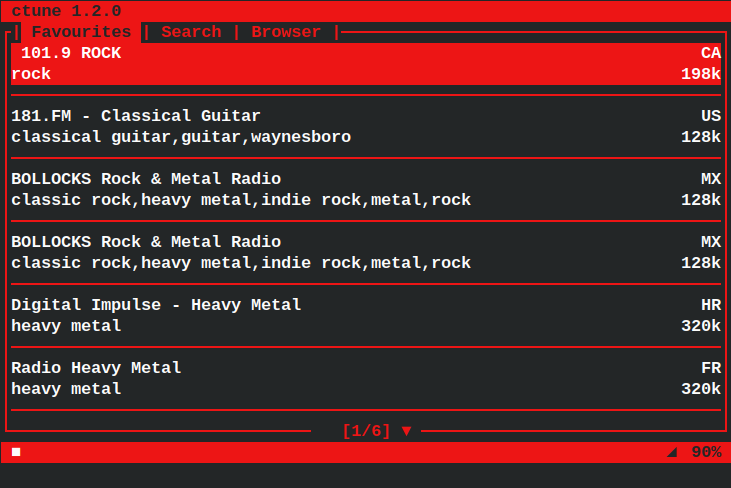 ctune 1.2.0
| Favourites | Search | Browser |
101.9 ROCK CA
rock 198k
181.FM - Classical Guitar US
classical guitar,guitar,waynesboro 128k
BOLLOCKS Rock & Metal Radio MX
classic rock,heavy metal,indie rock,metal,rock 128k
BOLLOCKS Rock & Metal Radio MX
classic rock,heavy metal,indie rock,metal,rock 128k
Digital Impulse - Heavy Metal HR
heavy metal 320k
Radio Heavy Metal FR
heavy metal 320k
[1/6] ▼
■ ◢ 90%